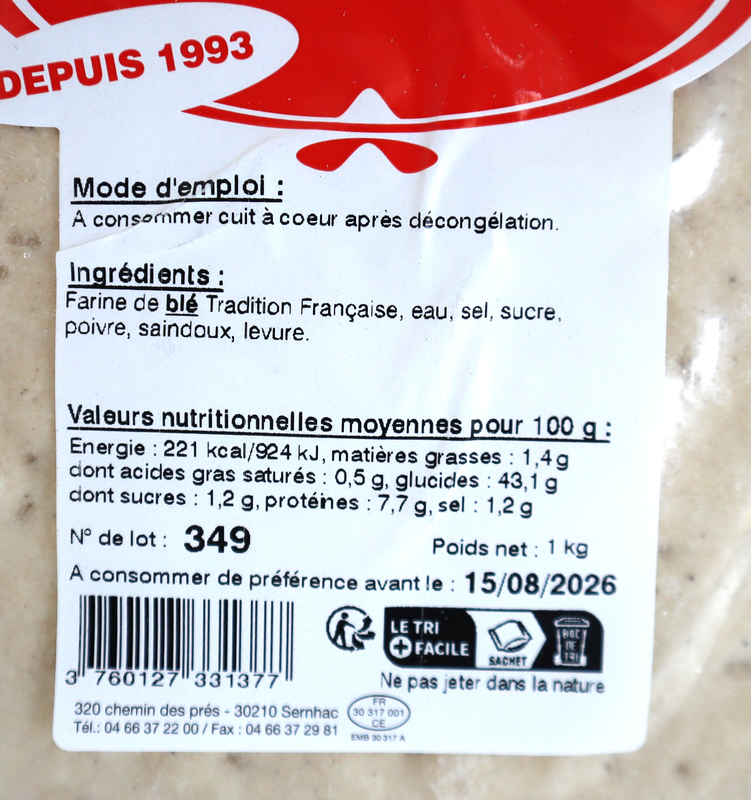 DEPUIS 1993
Mode d'emploi :
A consommer cuit à coeur après décongélation.
Ingrédients :
Farine de blé Tradition Française, eau, sel, sucre,
poivre, saindoux, levure.
Valeurs nutritionnelles moyennes pour 100 g :
Energie : 221 kcal/924 kJ, matières grasses : 1,4 g
dont acides gras saturés : 0,5 g, glucides : 43,1 g
dont sucres : 1,2 g, protéines : 7,7 g, sel : 1,2 g
N° de lot : 349
Poids net : 1 kg
A consommer de préférence avant le : 15/08/2026
LE TRI
+ FACILE
SACHET
BAC
DE
TRI
3 760127 331377
Ne pas jeter dans la nature
320 chemin des prés - 30210 Sernhac
Tél.: 04 66 37 22 00 / Fax : 04 66 37 29 81
FR
30 317 001
CE
EMB 30 317 A